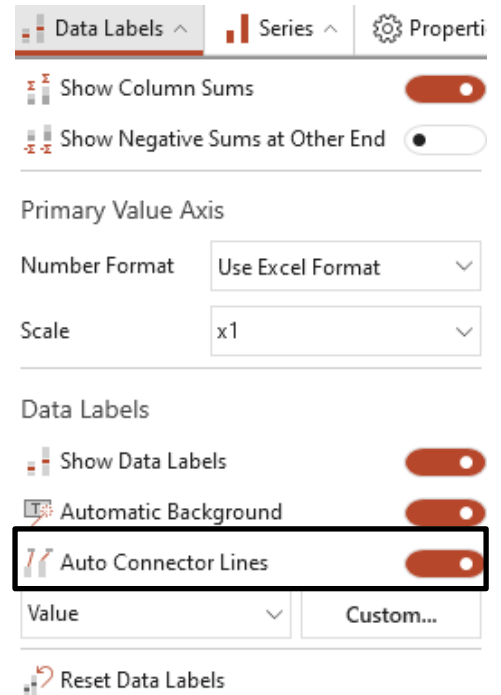 Data Labels Series Properti
Show Column Sums
Show Negative Sums at Other End
Primary Value Axis
Number Format Use Excel Format
Scale x1
Data Labels
Show Data Labels
Automatic Background
Auto Connector Lines
Value Custom...
Reset Data Labels